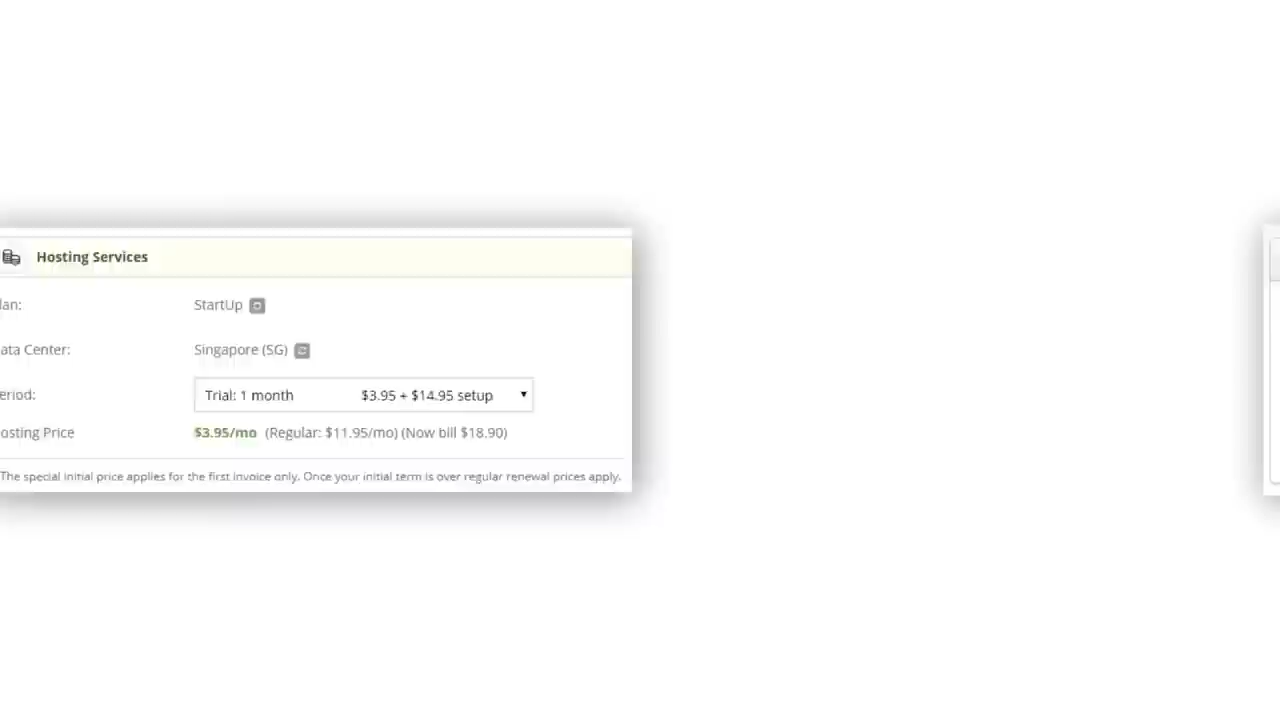 Hosting Services
lan: StartUp
ata Center: Singapore (SG)
eriod: Trial: 1 month $3.95 + $14.95 setup
osting Price $3.95/mo (Regular: $11.95/mo) (Now bill $18.90)
The special initial price applies for the first invoice only. Once your initial term is over regular renewal prices apply.